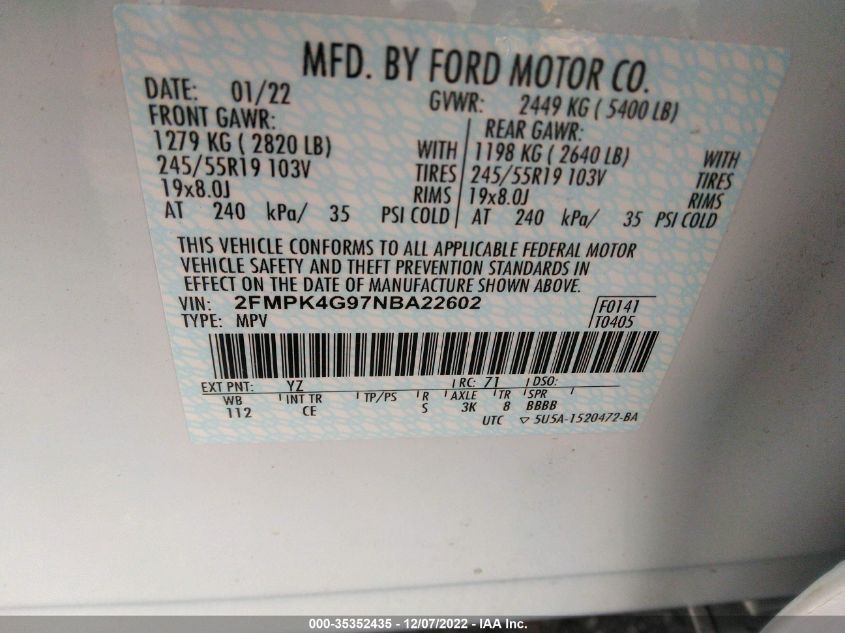 MFD. BY FORD MOTOR CO.
DATE: 01/22 GVWR: 2449 KG ( 5400 LB)
FRONT GAWR: REAR GAWR:
1279 KG ( 2820 LB) WITH 1198 KG ( 2640 LB) WITH
245/55R19 103V TIRES 245/55R19 103V TIRES
19x8.0J RIMS 19x8.0J RIMS
AT 240 kPa/ 35 PSI COLD AT 240 kPa/ 35 PSI COLD
THIS VEHICLE CONFORMS TO ALL APPLICABLE FEDERAL MOTOR
VEHICLE SAFETY AND THEFT PREVENTION STANDARDS IN
EFFECT ON THE DATE OF MANUFACTURE SHOWN ABOVE.
VIN: 2FMPK4G97NBA22602 F0141
TYPE: MPV T0405
EXT PNT: YZ RC: 71 DSO:
WB INT TR TP/PS R AXLE TR SPR
112 CE S 3K 8 BBBB
UTC ▽ 5U5A-1520472-BA
000-35352435 - 12/07/2022 - IAA Inc.